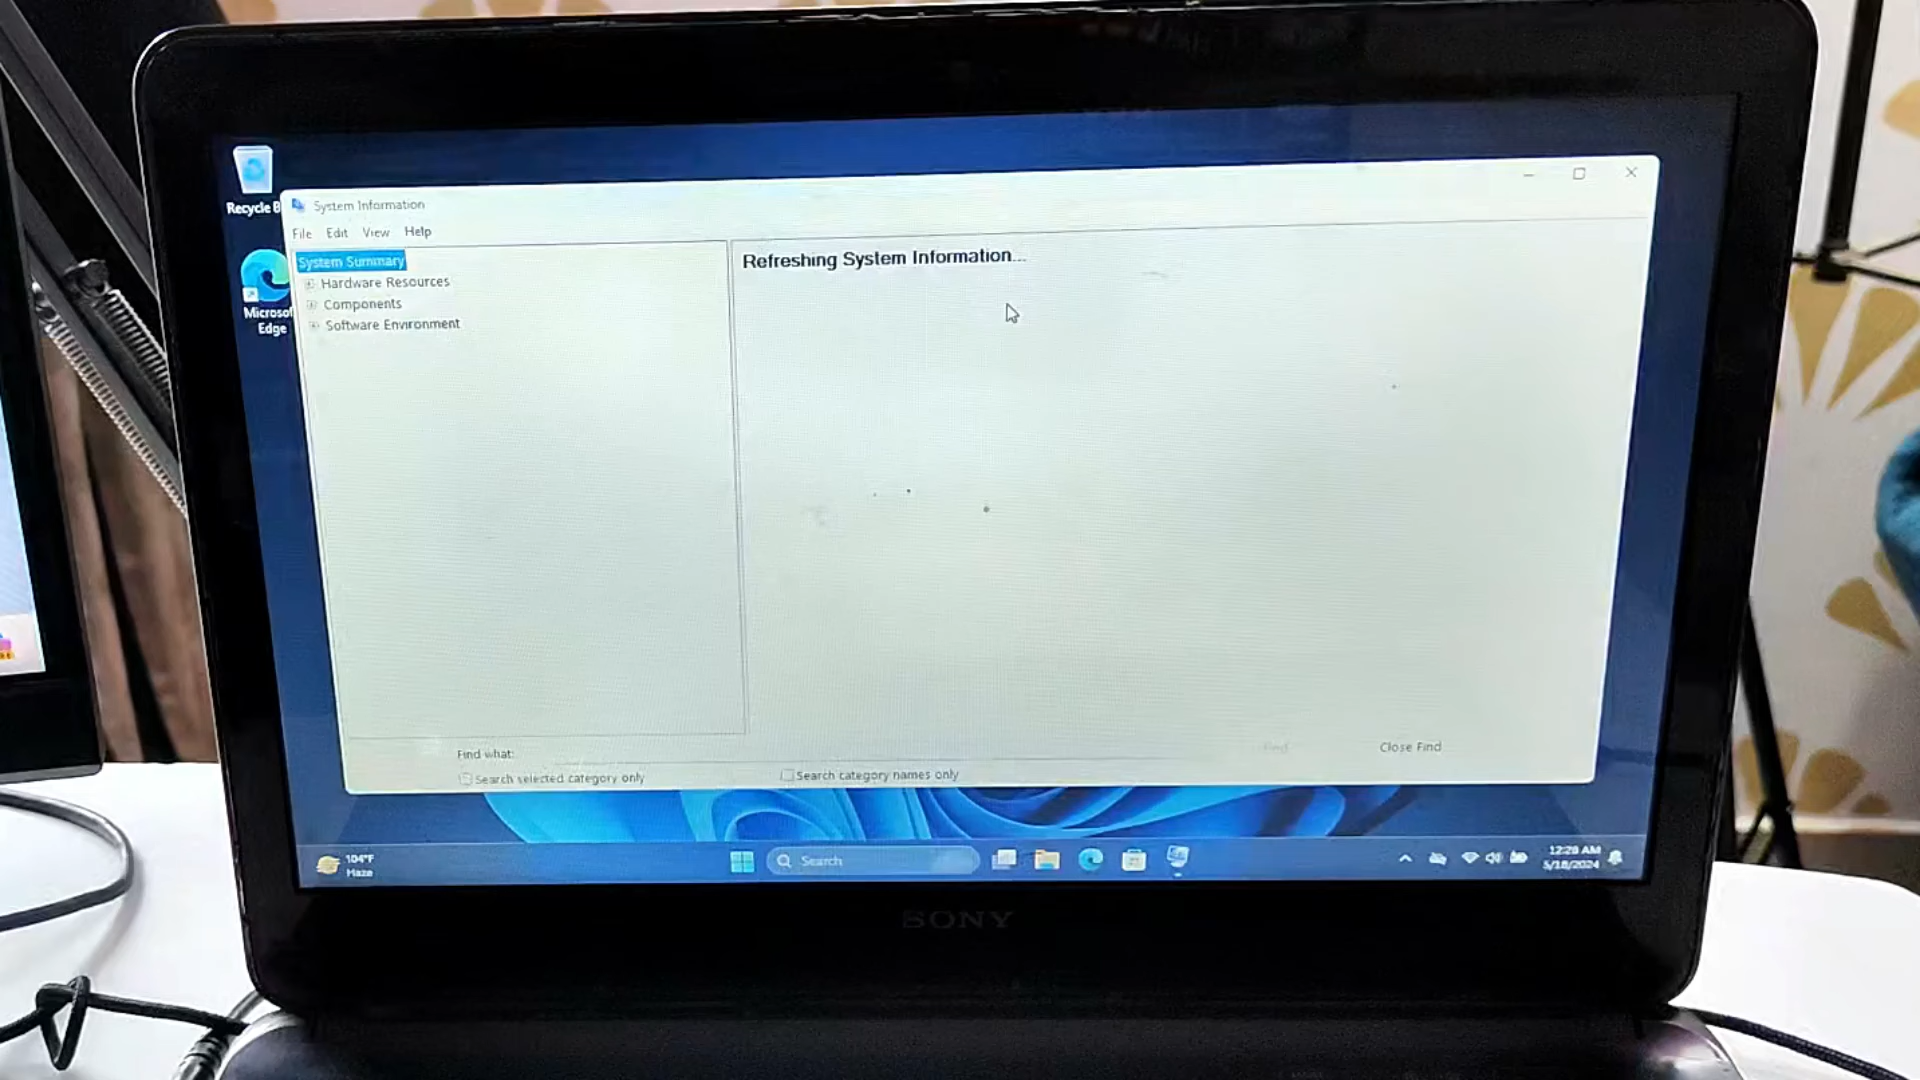 Recycle B
System Information
File Edit View Help
System Summary
Hardware Resources
Components
Software Environment
Refreshing System Information...
Microsof
Edge
Find what:
Find
Close Find
Search selected category only
Search category names only
104°F
Haze
Search
12:28 AM
5/18/2024
SONY